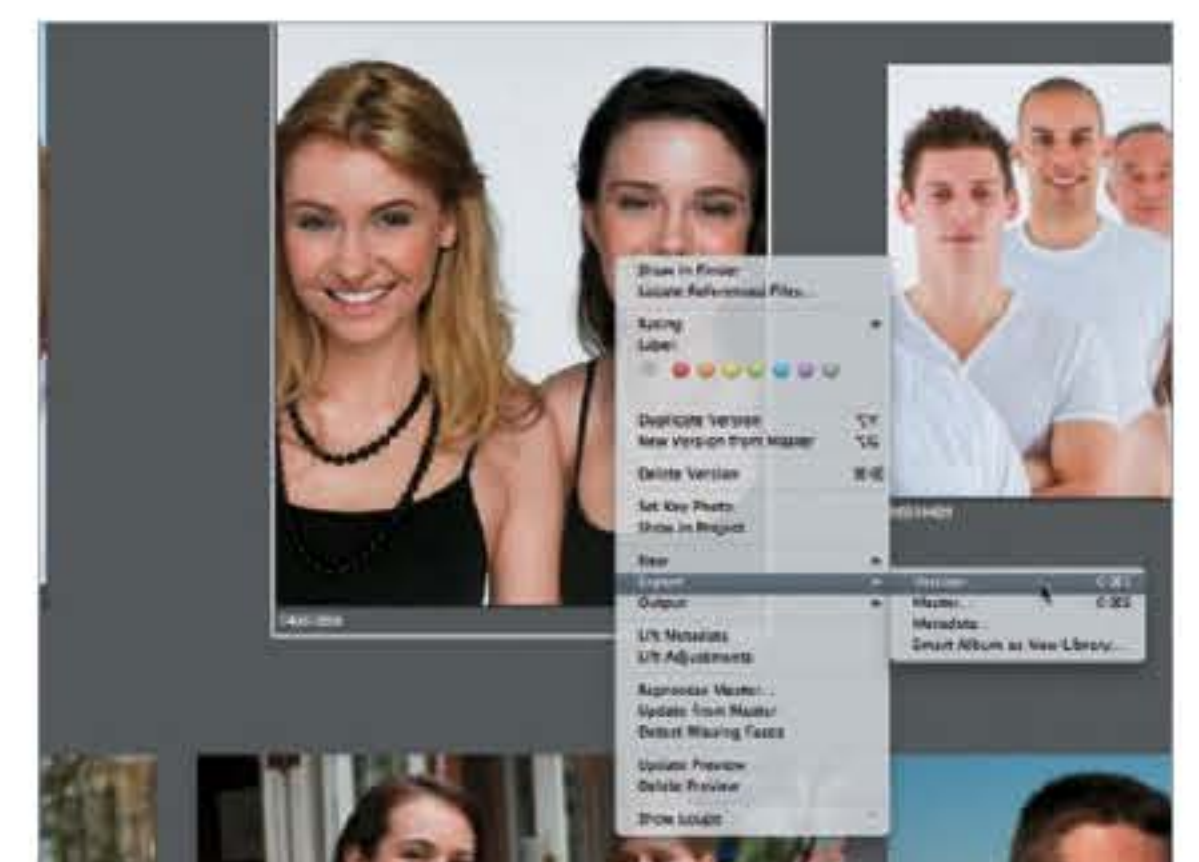 Show in Finder
Locate Referenced Files...
Rating
Label
Duplicate Version
New Version from Master
Delete Version
Set Key Photo
Show in Project
New
Export
Output
Version...
Master...
Metadata...
Smart Album as New Library...
Lift Metadata
Lift Adjustments
Reprocess Master...
Update from Master
Detect Missing Faces
Update Preview
Delete Preview
Show Loupe